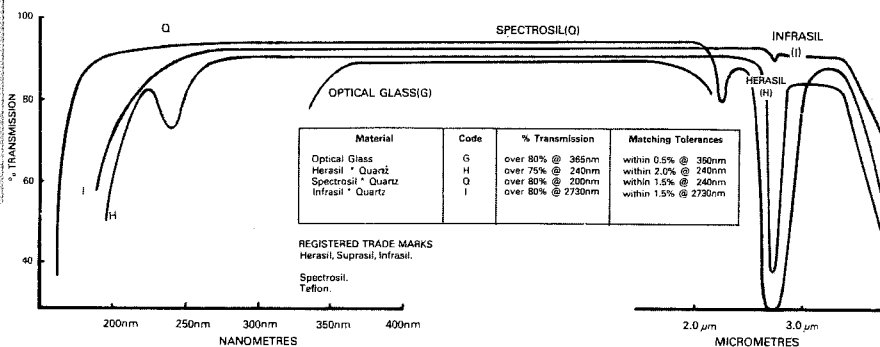 100
80
60
40
% TRANSMISSION
Q
SPECTROSIL(Q)
INFRASIL
(I)
HERASIL
(H)
OPTICAL GLASS(G)
I
H
Material Code % Transmission Matching Tolerances
Optical Glass G over 80% @ 365nm within 0.5% @ 350nm
Herasil * Quartz H over 75% @ 240nm within 2.0% @ 240nm
Spectrosil * Quartz Q over 80% @ 200nm within 1.5% @ 240nm
Infrasil * Quartz I over 80% @ 2730nm within 1.5% @ 2730nm
REGISTERED TRADE MARKS
Herasil, Suprasil, Infrasil.
Spectrosil.
Teflon.
200nm 250nm 300nm 350nm 400nm
NANOMETRES
2.0 µm 3.0 µm
MICROMETRES